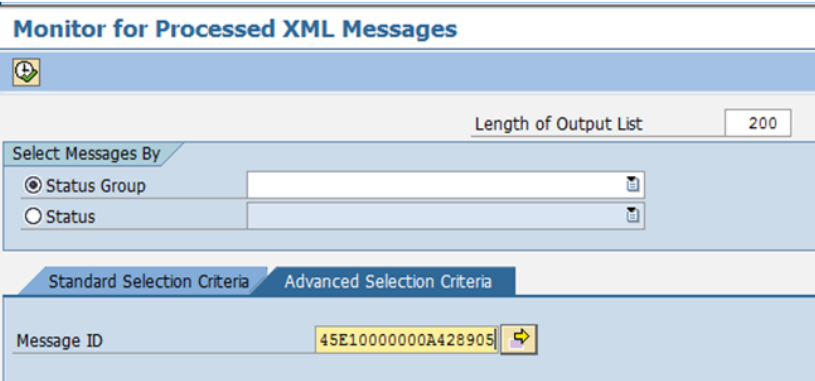 Monitor for Processed XML Messages
Length of Output List 200
Select Messages By
Status Group
Status
Standard Selection Criteria Advanced Selection Criteria
Message ID 45E10000000A428905